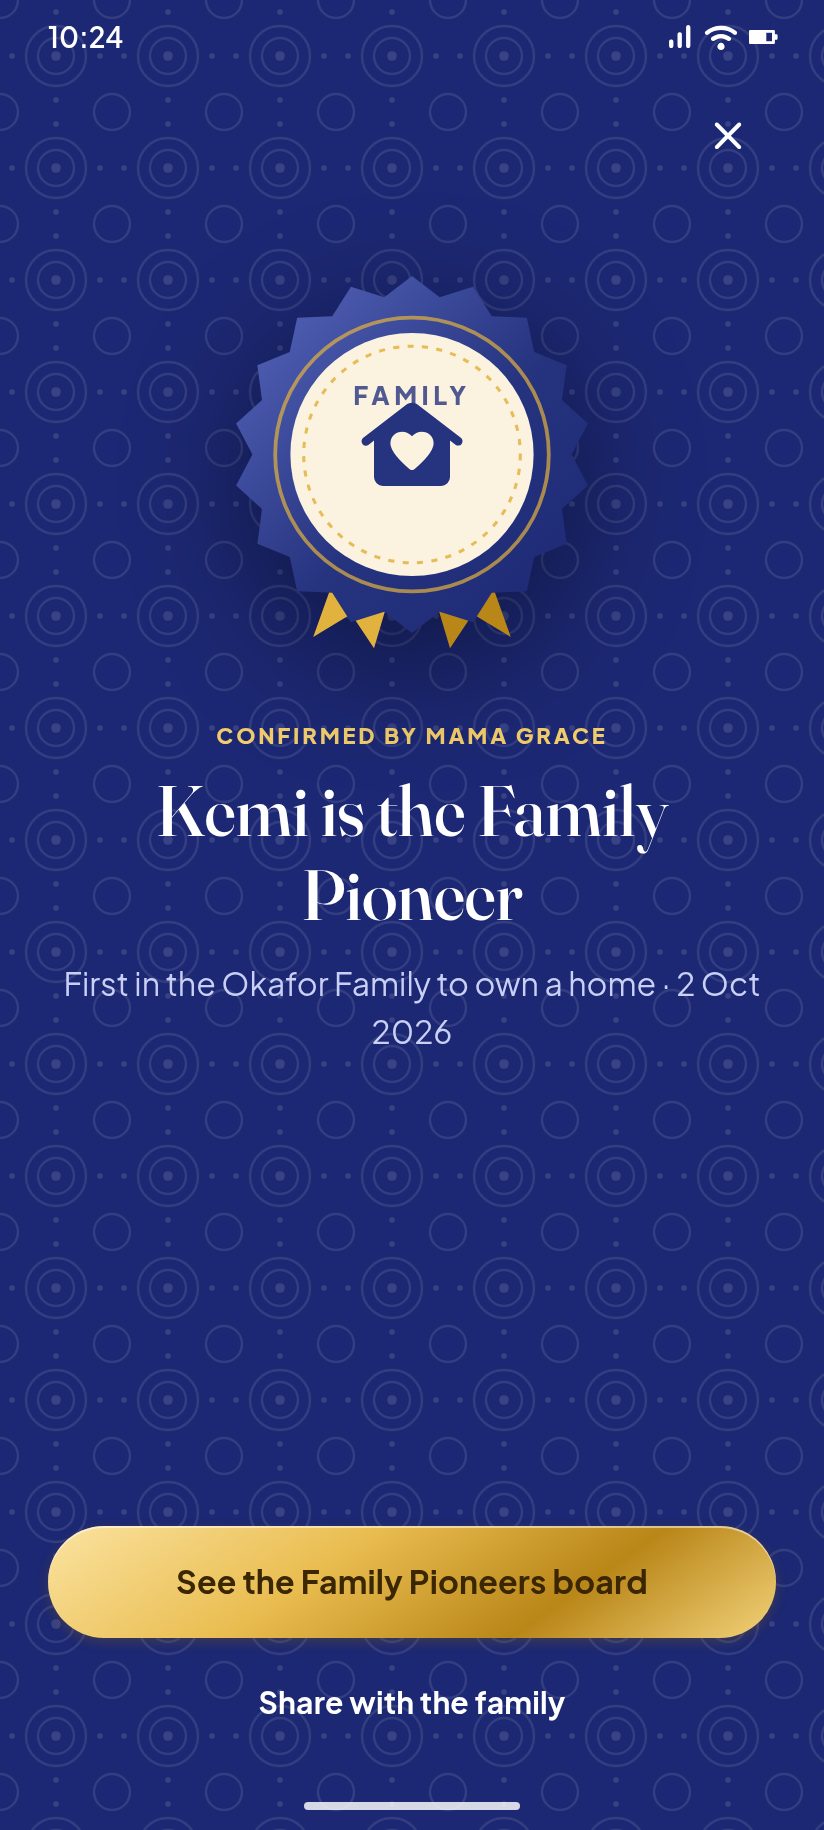 10:24
FAMILY
CONFIRMED BY MAMA GRACE
Kemi is the Family
Pioneer
First in the Okafor Family to own a home · 2 Oct
2026
See the Family Pioneers board
Share with the family